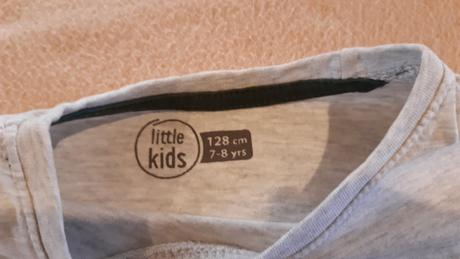 little
kids
128 cm
7-8 yrs